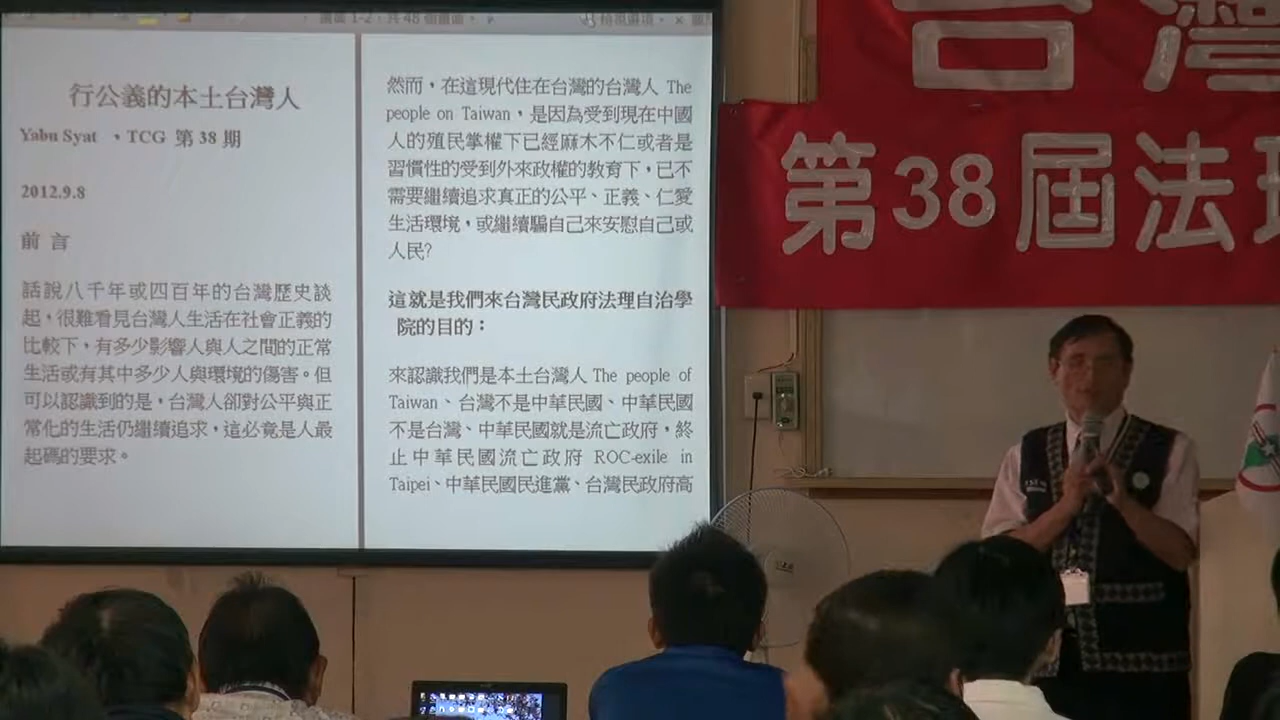 圖面 1-2，共 48 個畫面
檢視選項
行公義的本土台灣人
Yabu Syat ，TCG 第 38 期
2012.9.8
前 言
話說八千年或四百年的台灣歷史談
起，很難看見台灣人生活在社會正義的
比較下，有多少影響人與人之間的正常
生活或有其中多少人與環境的傷害。但
可以認識到的是，台灣人卻對公平與正
常化的生活仍繼續追求，這必竟是人最
起碼的要求。
然而，在這現代住在台灣的台灣人 The
people on Taiwan，是因為受到現在中國
人的殖民掌權下已經麻木不仁或者是
習慣性的受到外來政權的教育下，已不
需要繼續追求真正的公平、正義、仁愛
生活環境，或繼續騙自己來安慰自己或
人民?
這就是我們來台灣民政府法理自治學
院的目的：
來認識我們是本土台灣人 The people of
Taiwan、台灣不是中華民國、中華民國
不是台灣、中華民國就是流亡政府，終
止中華民國流亡政府 ROC-exile in
Taipei、中華民國民進黨、台灣民政府高
台灣
第38屆法理